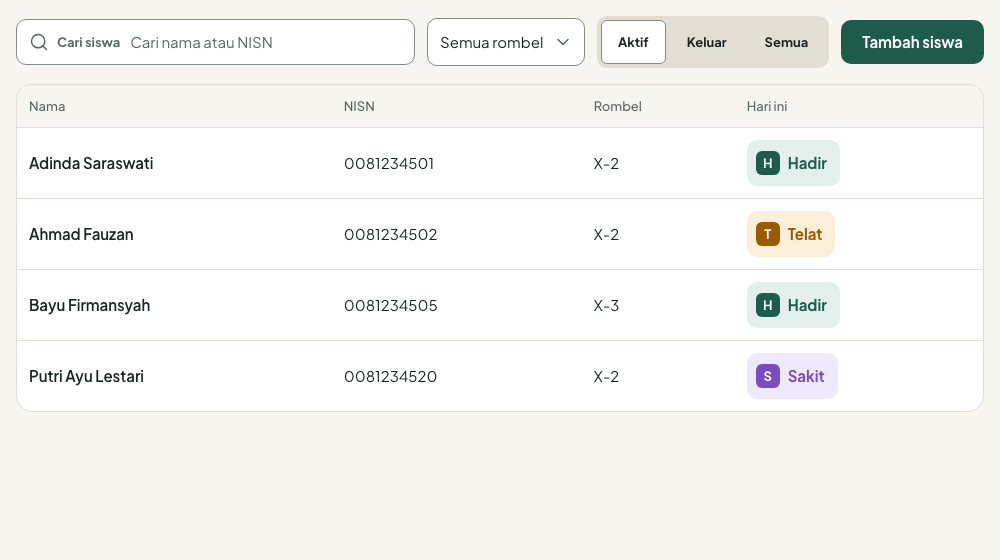 Cari siswa Cari nama atau NISN Semua rombel Aktif Keluar Semua Tambah siswa
Nama NISN Rombel Hari ini
Adinda Saraswati 0081234501 X-2 H Hadir
Ahmad Fauzan 0081234502 X-2 T Telat
Bayu Firmansyah 0081234505 X-3 H Hadir
Putri Ayu Lestari 0081234520 X-2 S Sakit